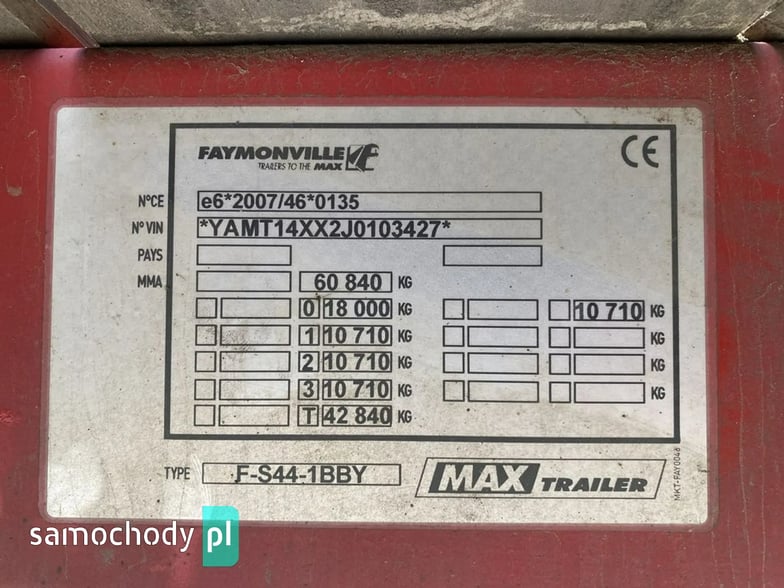 FAYMONVILLE
TRAILERS TO THE MAX
CE
N°CE e6*2007/46*0135
N° VIN *YAMT14XX2J0103427*
PAYS
MMA 60 840 KG
0 18 000 KG 10 710 KG
1 10 710 KG KG
2 10 710 KG KG
3 10 710 KG KG
T 42 840 KG
TYPE F-S44-1BBY
MAX TRAILER
MKT-FAY0046
samochody pl